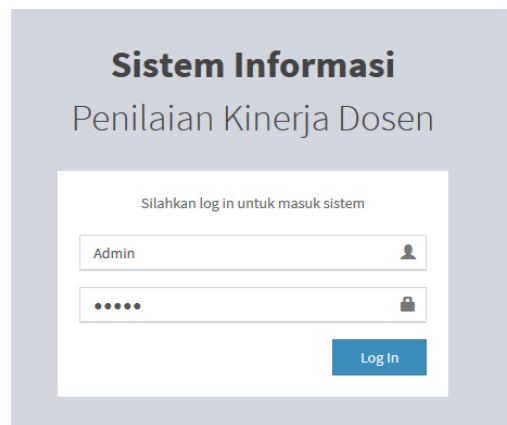 Sistem Informasi
Penilaian Kinerja Dosen
Silahkan log in untuk masuk sistem
Admin
•••••
Log In